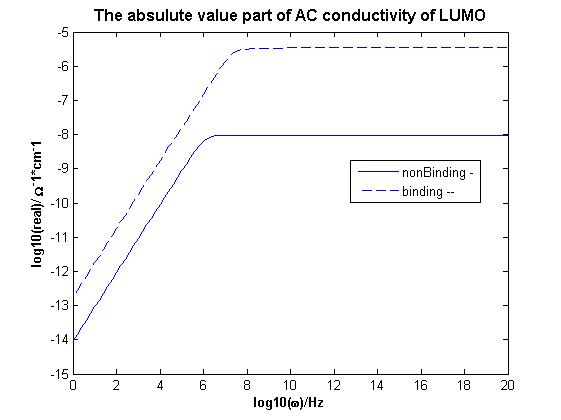 The absulute value part of AC conductivity of LUMO
-5
-6
-7
-8
-9
-10
-11
-12
-13
-14
-15
log10(real)/ Ω⁻1*cm⁻1
nonBinding -
binding --
0 2 4 6 8 10 12 14 16 18 20
log10(ω)/Hz